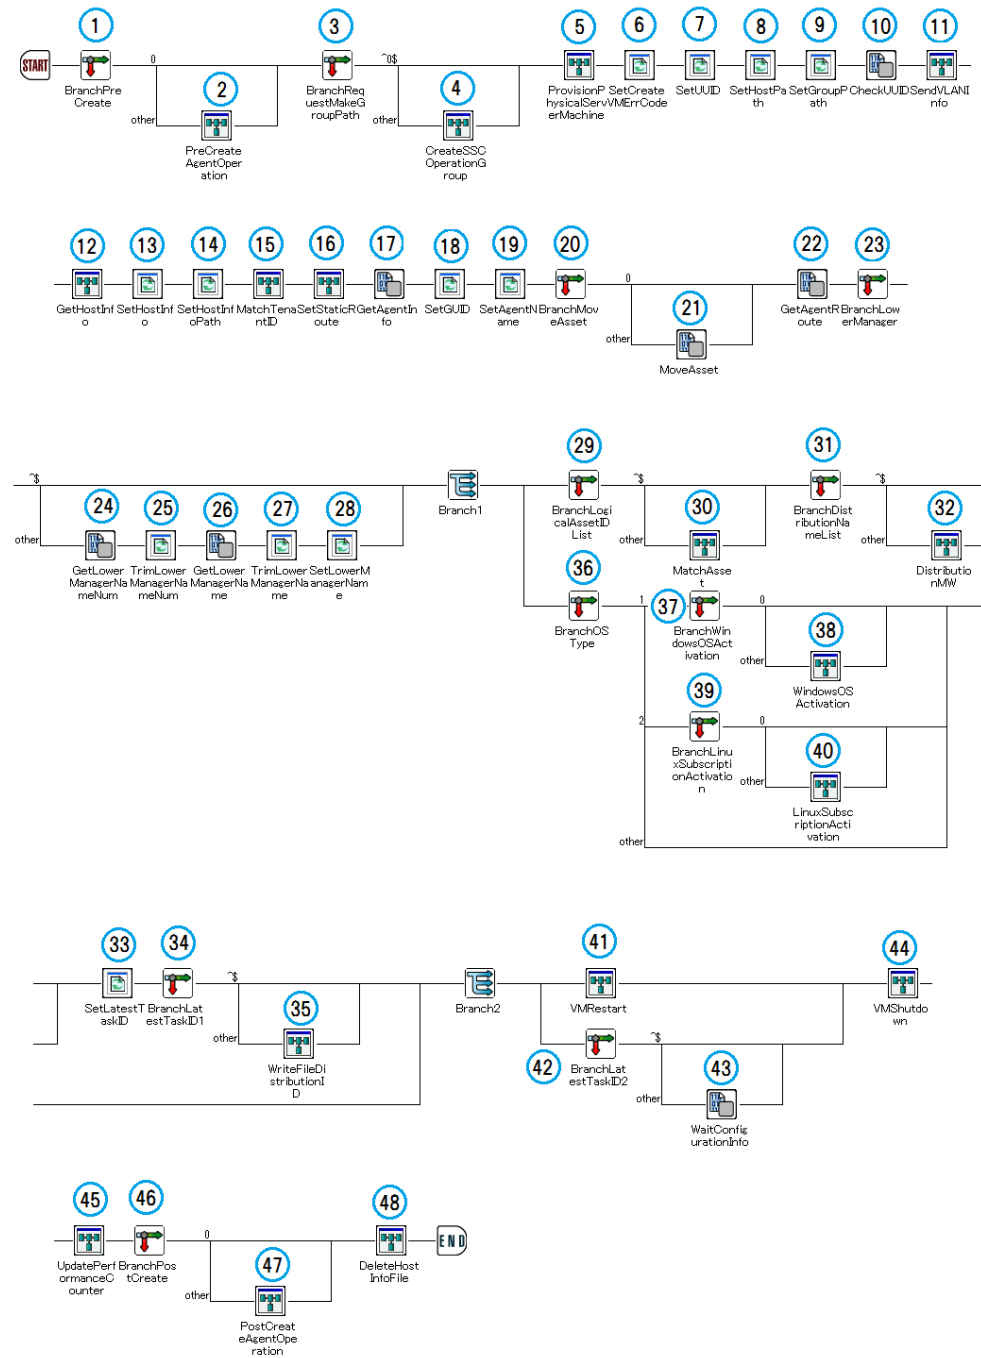 1
3
5
6
7
8
9
10
11
START
0
^0$
BranchPre
Create
2
BranchReq
uestMakeG
roupPath
4
ProvisionP
hysicalServ
erMachine
SetCreate
VMErrCode
SetUUID
SetHostPa
th
SetGroupP
ath
CheckUUID
SendVLANI
nfo
other
other
PreCreate
AgentOper
ation
CreateSSC
OperationG
roup
12
13
14
15
16
17
18
19
20
22
23
0
GetHostInf
o
SetHostInf
o
SetHostInf
oPath
MatchTena
ntID
SetStaticR
oute
GetAgentIn
fo
SetGUID
SetAgentN
ame
BranchMov
eAsset
21
GetAgentR
oute
BranchLow
erManager
other
MoveAsset
29
31
^$
^$
^$
24
25
26
27
28
Branch1
BranchLogi
calAssetID
List
30
BranchDist
ributionNa
meList
32
other
other
other
GetLower
ManagerNa
meNum
TrimLower
ManagerNa
meNum
GetLower
ManagerNa
me
TrimLower
ManagerNa
me
SetLowerM
anagerNam
e
36
MatchAsse
t
Distributio
nMW
1
37
0
BranchOS
Type
BranchWin
dowsOSAct
ivation
38
other
39
WindowsOS
Activation
2
0
BranchLinu
xSubscripti
onActivatio
n
40
other
LinuxSubsc
riptionActi
vation
other
33
34
41
44
^$
SetLatestT
askID
BranchLat
estTaskID1
35
Branch2
VMRestart
VMShutdo
wn
other
WriteFileDi
stributionI
D
42
^$
BranchLat
estTaskID2
43
other
WaitConfig
urationInfo
45
46
48
0
END
UpdatePerf
ormanceC
ounter
BranchPos
tCreate
47
DeleteHost
InfoFile
other
PostCreat
eAgentOpe
ration